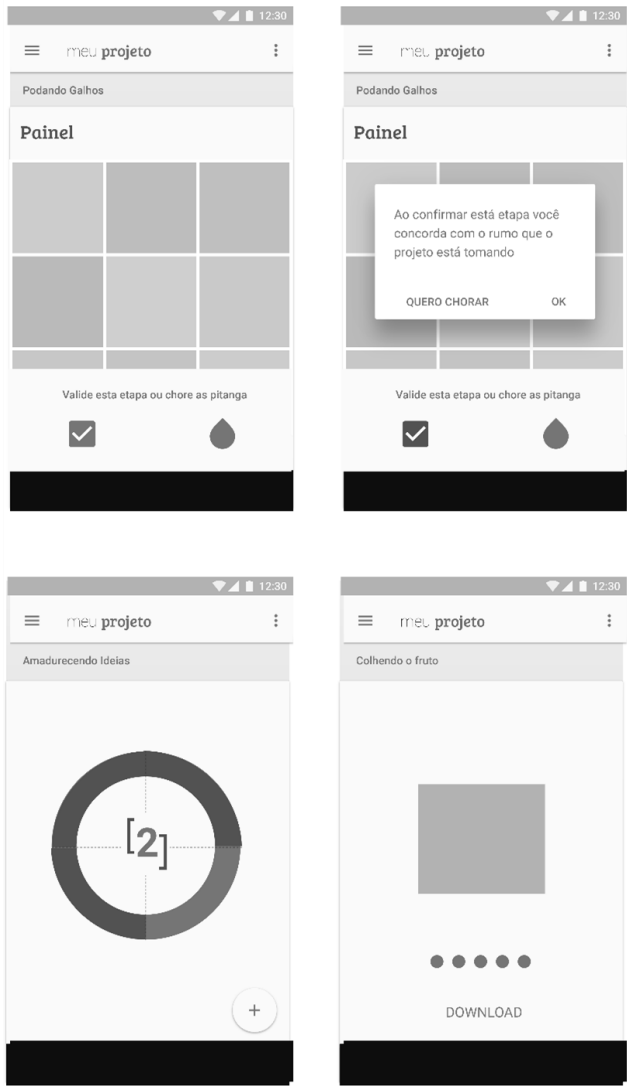 12:30
meu projeto
Podando Galhos
Painel
Valide esta etapa ou chore as pitanga
12:30
meu projeto
Podando Galhos
Painel
Ao confirmar está etapa você
concorda com o rumo que o
projeto está tomando
QUERO CHORAR OK
Valide esta etapa ou chore as pitanga
12:30
meu projeto
Amadurecendo Ideias
[2]
+
12:30
meu projeto
Colhendo o fruto
DOWNLOAD